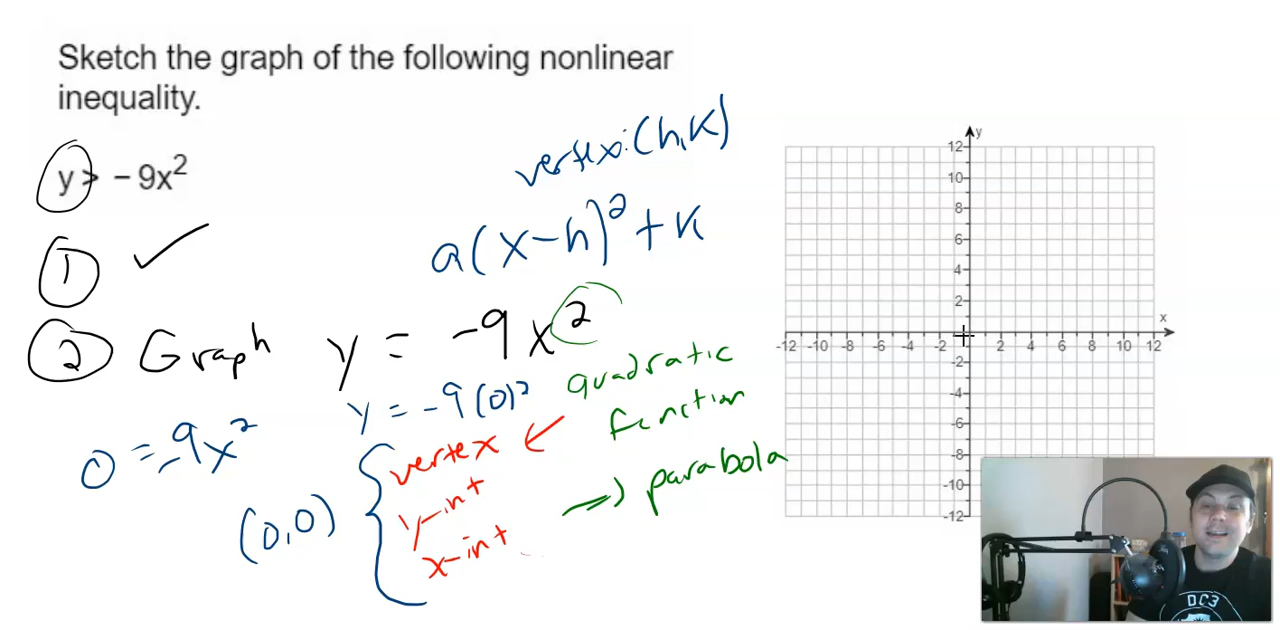 Sketch the graph of the following nonlinear
inequality.
y > - 9x²
vertex: (h,k)
① ✓
a(x-h)² + k
② Graph y = -9x²
quadratic
function
⇒ parabola
y = -9(0)²
0 = -9x²
(0,0)
vertex ←
y-int
x-int
y
12
10
8
6
4
2
x
-12 -10 -8 -6 -4 -2 2 4 6 8 10 12
-2
-4
-6
-8
-10
-12
DC3